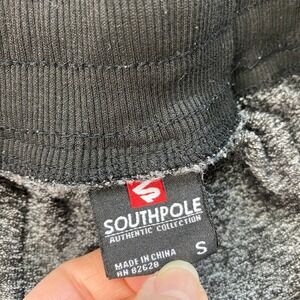 SOUTHPOLE
AUTHENTIC COLLECTION
MADE IN CHINA
RN 82628
S